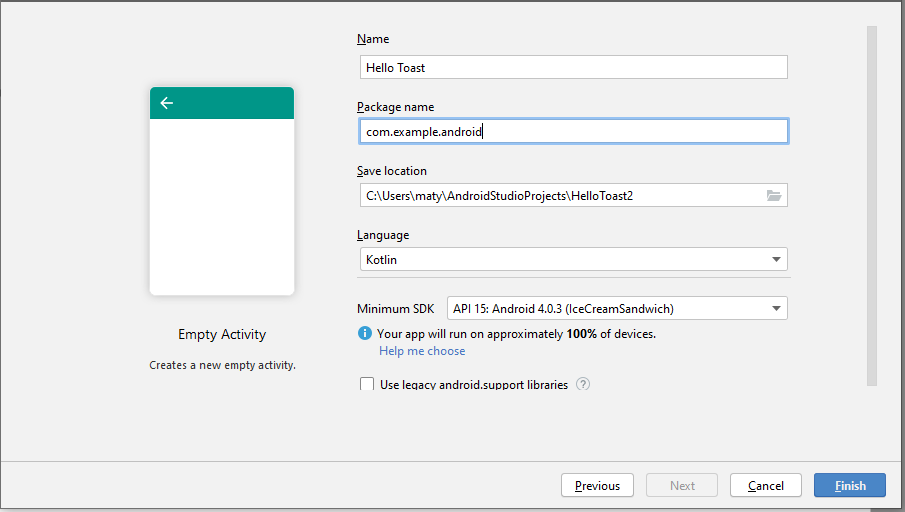 Name
Hello Toast
Package name
com.example.android
Save location
C:\Users\maty\AndroidStudioProjects\HelloToast2
Language
Kotlin
Minimum SDK API 15: Android 4.0.3 (IceCreamSandwich)
Your app will run on approximately 100% of devices.
Help me choose
Use legacy android.support libraries ?
Empty Activity
Creates a new empty activity.
Previous Next Cancel Finish